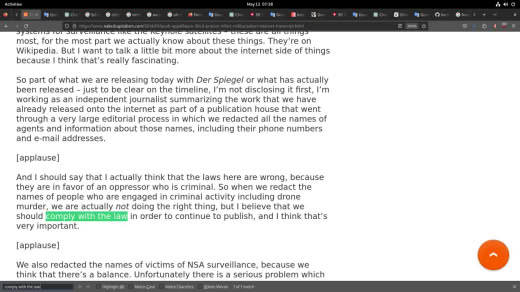 Activities
May 12 07:18
systems for surveillance like the Keyhole satellites – these are all things
most, for the most part we actually know about these things. They're on
Wikipedia. But I want to talk a little bit more about the internet side of things
because I think that's really fascinating.
So part of what we are releasing today with Der Spiegel or what has actually
been released – just to be clear on the timeline, I'm not disclosing it first, I'm
working as an independent journalist summarizing the work that we have
already released onto the internet as part of a publication house that went
through a very large editorial process in which we redacted all the names of
agents and information about those names, including their phone numbers
and e-mail addresses.
[applause]
And I should say that I actually think that the laws here are wrong, because
they are in favor of an oppressor who is criminal. So when we redact the
names of people who are engaged in criminal activity including drone
murder, we are actually not doing the right thing, but I believe that we
should comply with the law in order to continue to publish, and I think that's
very important.
[applause]
We also redacted the names of victims of NSA surveillance, because we
think that there's a balance. Unfortunately there is a serious problem which
comply with the law
Highlight All
Match Case
Match Diacritics
Whole Words
1 of 1 match